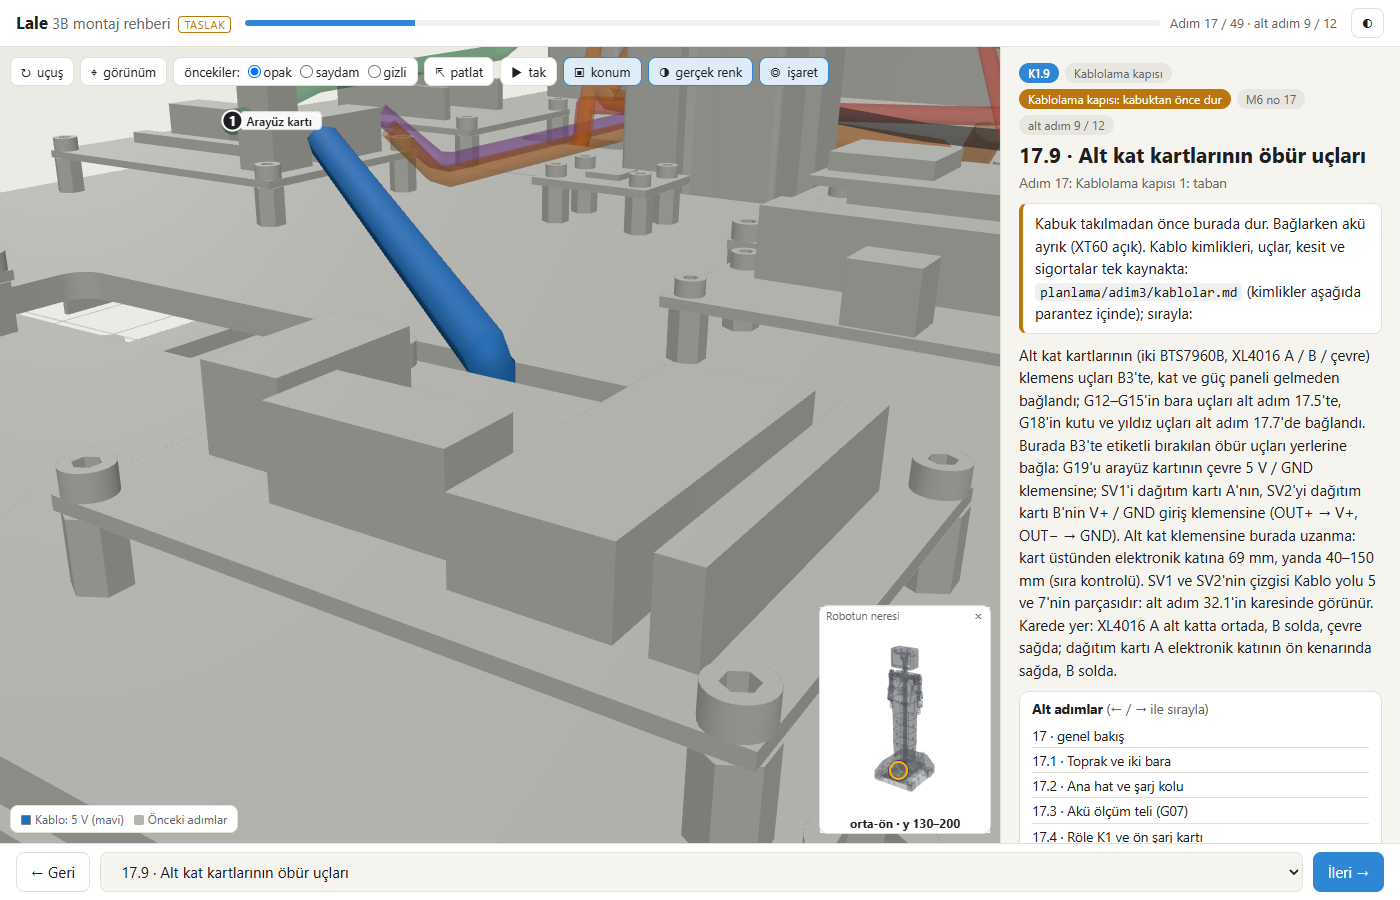 Lale 3B montaj rehberi TASLAK
Adım 17 / 49 · alt adım 9 / 12
↻ uçuş
⌖ görünüm
öncekiler: opak saydam gizli
↸ patlat
▶ tak
▣ konum
◑ gerçek renk
◎ işaret
1 Arayüz kartı
Robotun neresi ×
orta-ön · y 130–200
Kablo: 5 V (mavi) Önceki adımlar
K1.9 Kablolama kapısı
Kablolama kapısı: kabuktan önce dur M6 no 17
alt adım 9 / 12
17.9 · Alt kat kartlarının öbür uçları
Adım 17: Kablolama kapısı 1: taban
Kabuk takılmadan önce burada dur. Bağlarken akü
ayrık (XT60 açık). Kablo kimlikleri, uçlar, kesit ve
sigortalar tek kaynakta:
planlama/adim3/kablolar.md (kimlikler aşağıda
parantez içinde); sırayla:
Alt kat kartlarının (iki BTS7960B, XL4016 A / B / çevre)
klemens uçları B3'te, kat ve güç paneli gelmeden
bağlandı; G12–G15'in bara uçları alt adım 17.5'te,
G18'in kutu ve yıldız uçları alt adım 17.7'de bağlandı.
Burada B3'te etiketli bırakılan öbür uçları yerlerine
bağla: G19'u arayüz kartının çevre 5 V / GND
klemensine; SV1'i dağıtım kartı A'nın, SV2'yi dağıtım
kartı B'nin V+ / GND giriş klemensine (OUT+ → V+,
OUT− → GND). Alt kat klemensine burada uzanma:
kart üstünden elektronik katına 69 mm, yanda 40–150
mm (sıra kontrolü). SV1 ve SV2'nin çizgisi Kablo yolu 5
ve 7'nin parçasıdır: alt adım 32.1'in karesinde görünür.
Karede yer: XL4016 A alt katta ortada, B solda, çevre
sağda; dağıtım kartı A elektronik katının ön kenarında
sağda, B solda.
Alt adımlar (← / → ile sırayla)
17 · genel bakış
17.1 · Toprak ve iki bara
17.2 · Ana hat ve şarj kolu
17.3 · Akü ölçüm teli (G07)
17.4 · Röle K1 ve ön şarj kartı
← Geri
17.9 · Alt kat kartlarının öbür uçları
İleri →